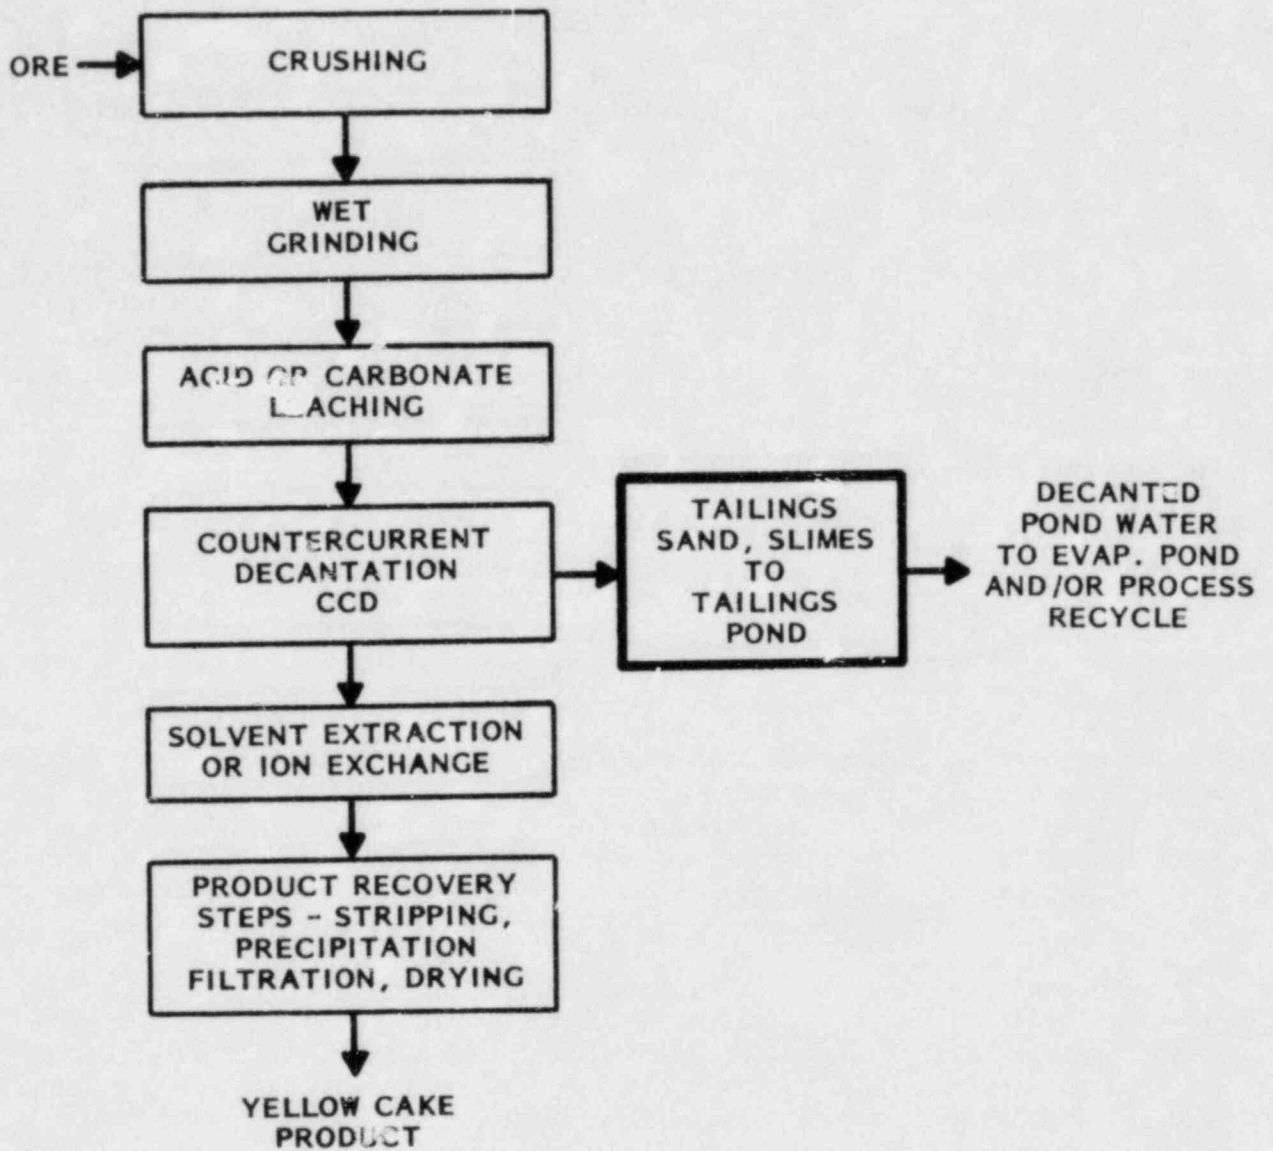 ORE
CRUSHING
WET
GRINDING
ACID OR CARBONATE
LEACHING
COUNTERCURRENT
DECANTATION
CCD
TAILINGS
SAND, SLIMES
TO
TAILINGS
POND
DECANTED
POND WATER
TO EVAP. POND
AND/OR PROCESS
RECYCLE
SOLVENT EXTRACTION
OR ION EXCHANGE
PRODUCT RECOVERY
STEPS - STRIPPING,
PRECIPITATION
FILTRATION, DRYING
YELLOW CAKE
PRODUCT